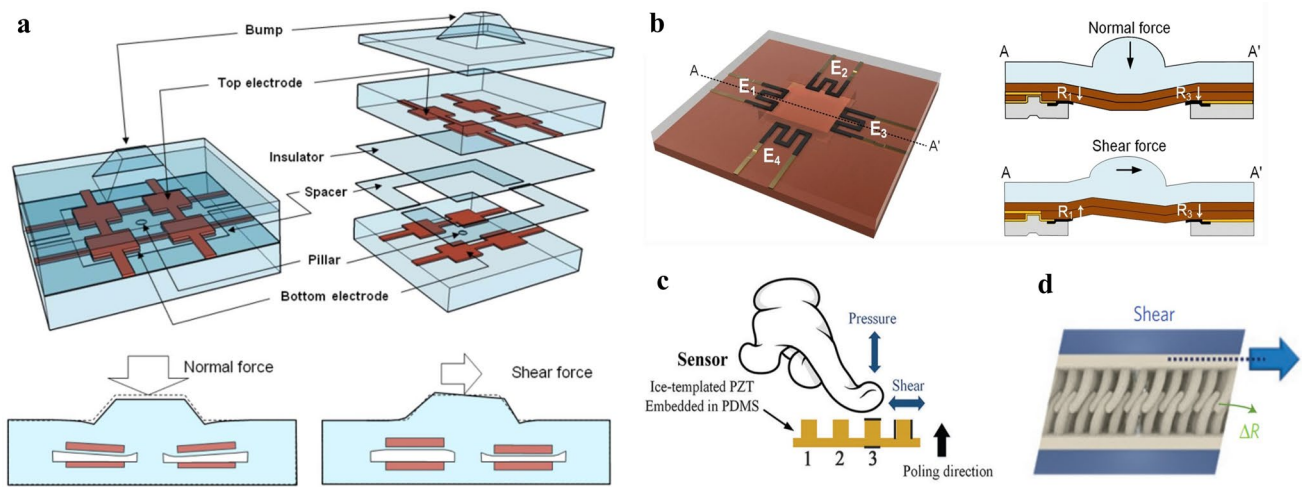 a
Bump
Top electrode
Insulator
Spacer
Pillar
Bottom electrode
Normal force
Shear force
b
E2
E1
E3
E4
A
A'
Normal force
A
A'
R1
R3
Shear force
A
A'
R1
R3
c
Pressure
Sensor
Shear
Ice-templated PZT
Embedded in PDMS
1 2 3
Poling direction
d
Shear
ΔR